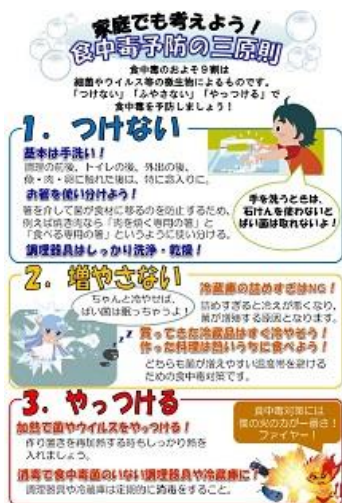 家庭でも考えよう！
食中毒予防の三原則
食中毒のおよそ9割は
細菌やウイルス等の微生物によるものです。
「つけない」「ふやさない」「やっつける」で
食中毒を予防しましょう！
1. つけない
基本は手洗い！
調理の前後、トイレの後、外出の後、
魚・肉・卵に触れた後は、特に念入りに。
お箸を使い分けよう！
箸を介して菌が食材に移るのを防止するため、
例えば焼き肉なら「肉を焼く専用の箸」と
「食べる専用の箸」というように使い分ける。
調理器具はしっかり洗浄・乾燥！
手を洗うときは、
石けんを使わないと
ばい菌は取れないよ！
2. 増やさない
ちゃんと冷やせば、
ばい菌は眠っちゃうよ！
冷蔵庫の詰めすぎはNG！
詰めすぎると冷えが悪くなり、
菌が増殖する原因となります。
買ってきた冷蔵品はすぐ冷やそう！
作った料理は熱いうちに食べよう！
どちらも菌が増えやすい温度帯を避ける
ための食中毒対策です。
3. やっつける
加熱で菌やウイルスをやっつける！
作り置きを再加熱する時もしっかり熱を
入れましょう。
消毒で食中毒菌のいない調理器具や冷蔵庫に！
調理器具や冷蔵庫は定期的に消毒をすること。
食中毒対策には
僕の火の力が一番さ！
ファイヤー！